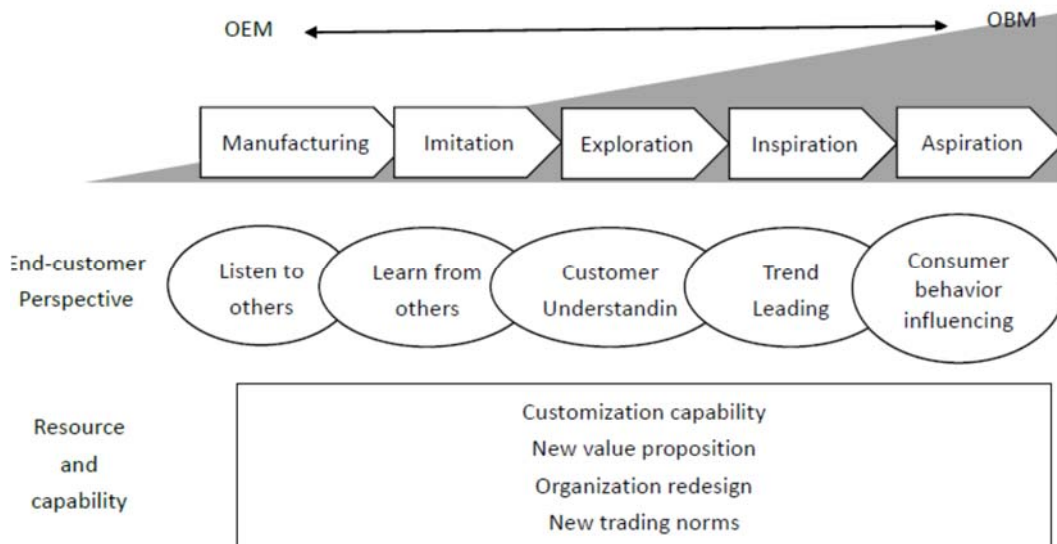 OEM OBM
Manufacturing Imitation Exploration Inspiration Aspiration
End-customer
Perspective
Listen to
others
Learn from
others
Customer
Understandin
Trend
Leading
Consumer
behavior
influencing
Resource
and
capability
Customization capability
New value proposition
Organization redesign
New trading norms